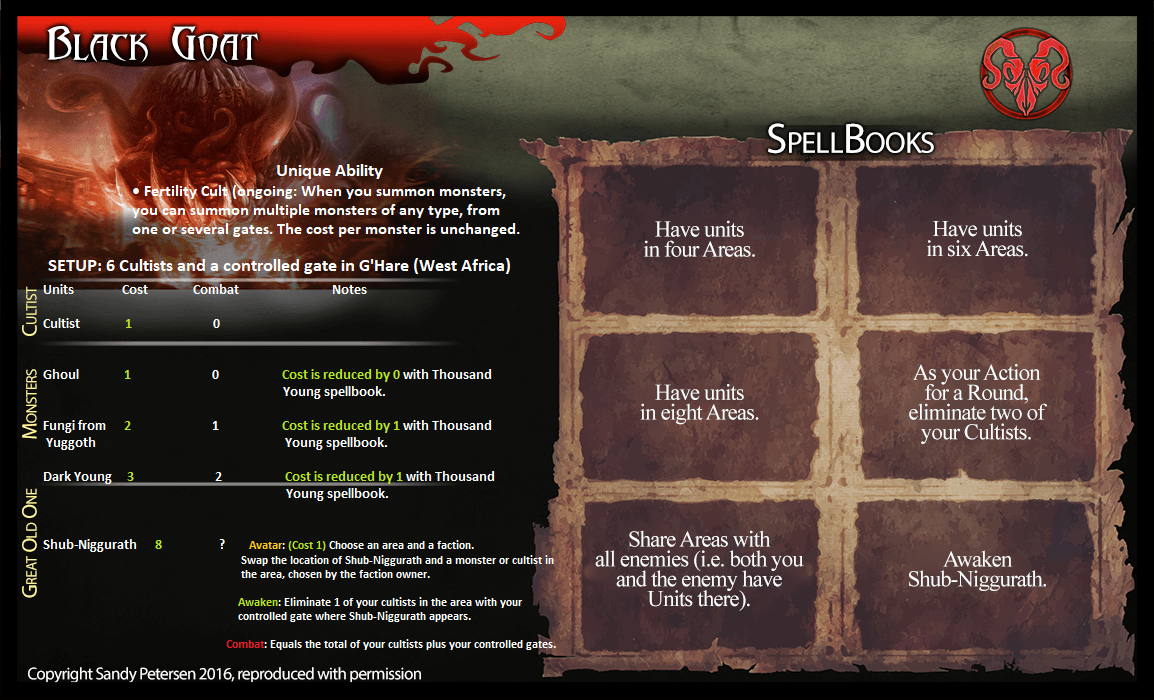 Black Goat
Unique Ability
• Fertility Cult (ongoing: When you summon monsters,
you can summon multiple monsters of any type, from
one or several gates. The cost per monster is unchanged.
SETUP: 6 Cultists and a controlled gate in G'Hare (West Africa)
Units Cost Combat Notes
Cultist
Cultist 1 0
Monsters
Ghoul 1 0 Cost is reduced by 0 with Thousand
Young spellbook.
Fungi from 2 1 Cost is reduced by 1 with Thousand
Yuggoth Young spellbook.
Dark Young 3 2 Cost is reduced by 1 with Thousand
Young spellbook.
Great Old One
Shub-Niggurath 8 ? Avatar: (Cost 1) Choose an area and a faction.
Swap the location of Shub-Niggurath and a monster or cultist in
the area, chosen by the faction owner.
Awaken: Eliminate 1 of your cultists in the area with your
controlled gate where Shub-Niggurath appears.
Combat: Equals the total of your cultists plus your controlled gates.
Copyright Sandy Petersen 2016, reproduced with permission
SpellBooks
Have units
in four Areas.
Have units
in six Areas.
Have units
in eight Areas.
As your Action
for a Round,
eliminate two of
your Cultists.
Share Areas with
all enemies (i.e. both you
and the enemy have
Units there).
Awaken
Shub-Niggurath.